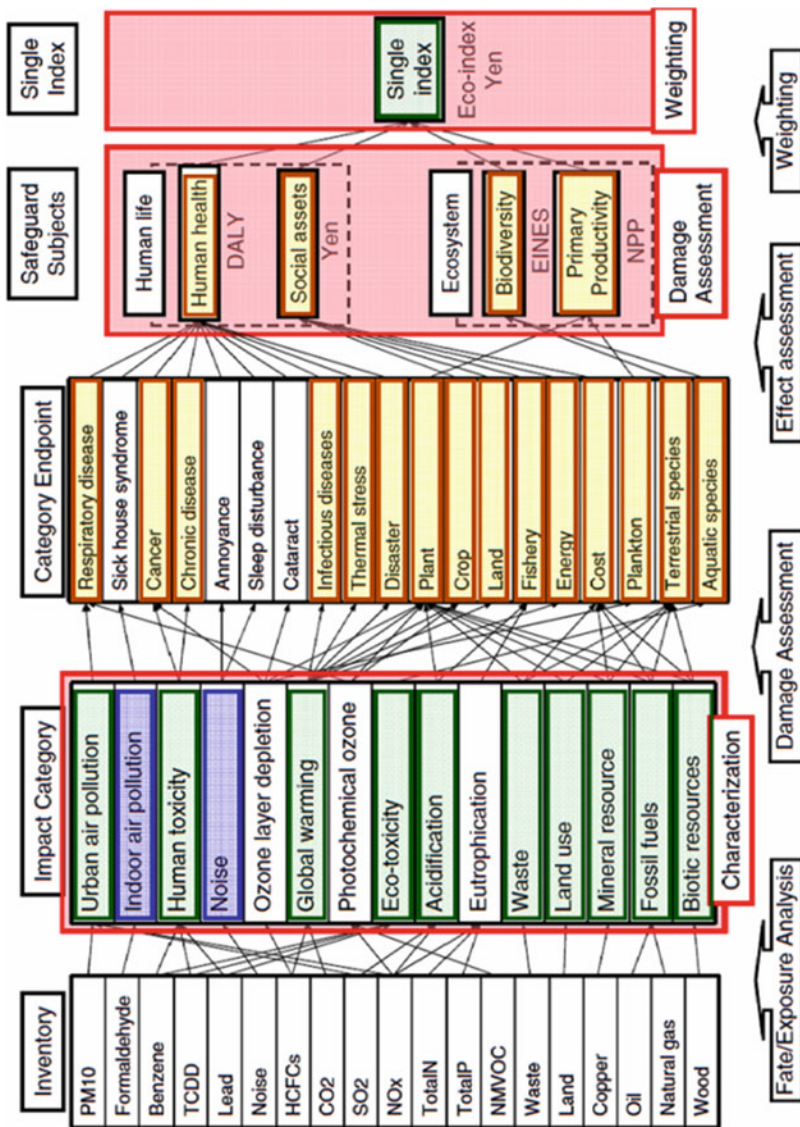 Inventory
PM10
Formaldehyde
Benzene
TCDD
Lead
Noise
HCFCs
CO2
SO2
NOx
TotalN
TotalP
NMVOC
Waste
Land
Copper
Oil
Natural gas
Wood
Impact Category
Urban air pollution
Indoor air pollution
Human toxicity
Noise
Ozone layer depletion
Global warming
Photochemical ozone
Eco-toxicity
Acidification
Eutrophication
Waste
Land use
Mineral resource
Fossil fuels
Biotic resources
Characterization
Category Endpoint
Respiratory disease
Sick house syndrome
Cancer
Chronic disease
Annoyance
Sleep disturbance
Cataract
Infectious diseases
Thermal stress
Disaster
Plant
Crop
Land
Fishery
Energy
Cost
Plankton
Terrestrial species
Aquatic species
Safeguard
Subjects
Human life
Human health
DALY
Social assets
Yen
Ecosystem
Biodiversity
EINES
Primary
Productivity
NPP
Damage
Assessment
Single
Index
Single
index
Eco-index
Yen
Weighting
Fate/Exposure Analysis
Damage Assessment
Effect assessment
Weighting